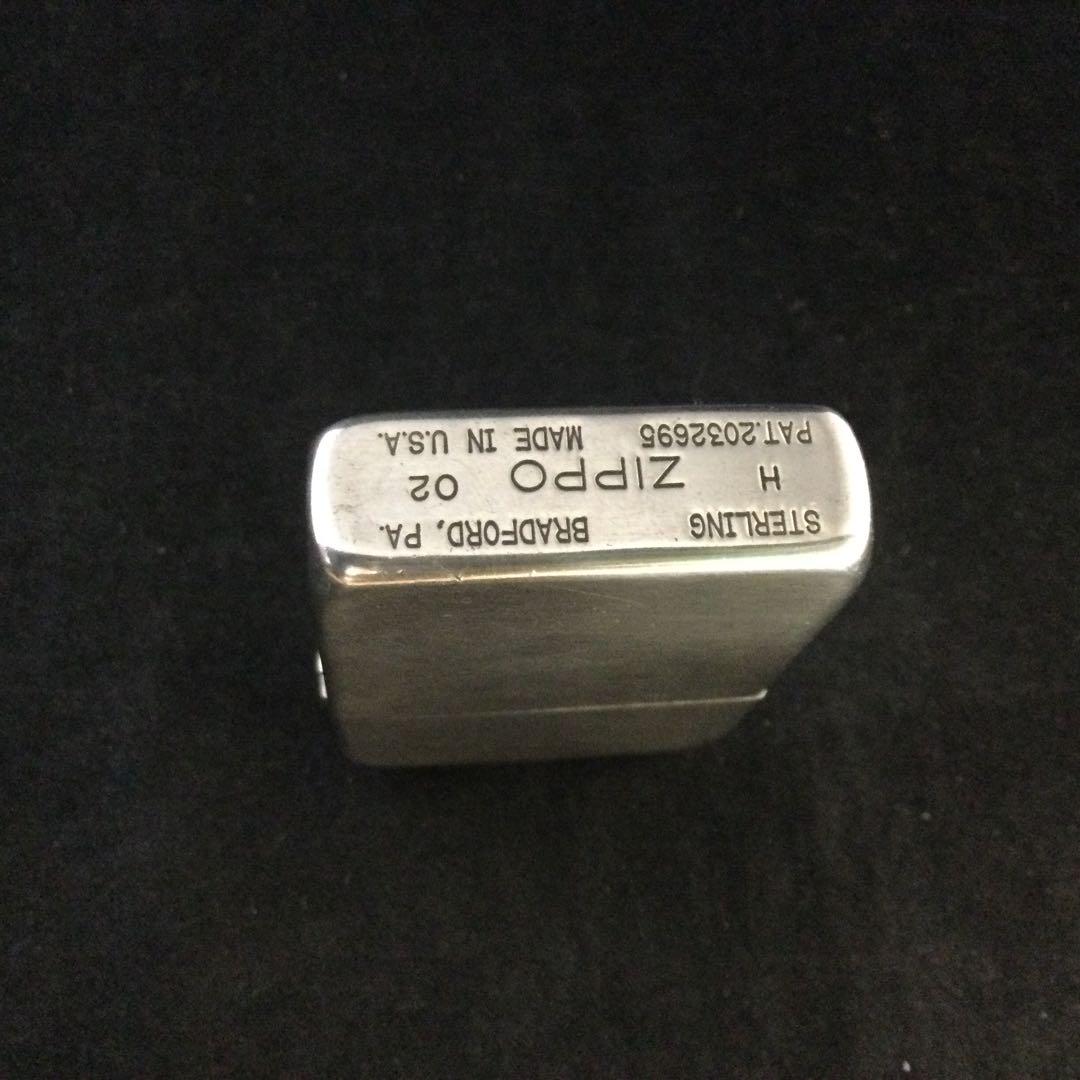 STERLING BRADFORD, PA.
H ZIPPO 02
PAT.2032695 MADE IN U.S.A.